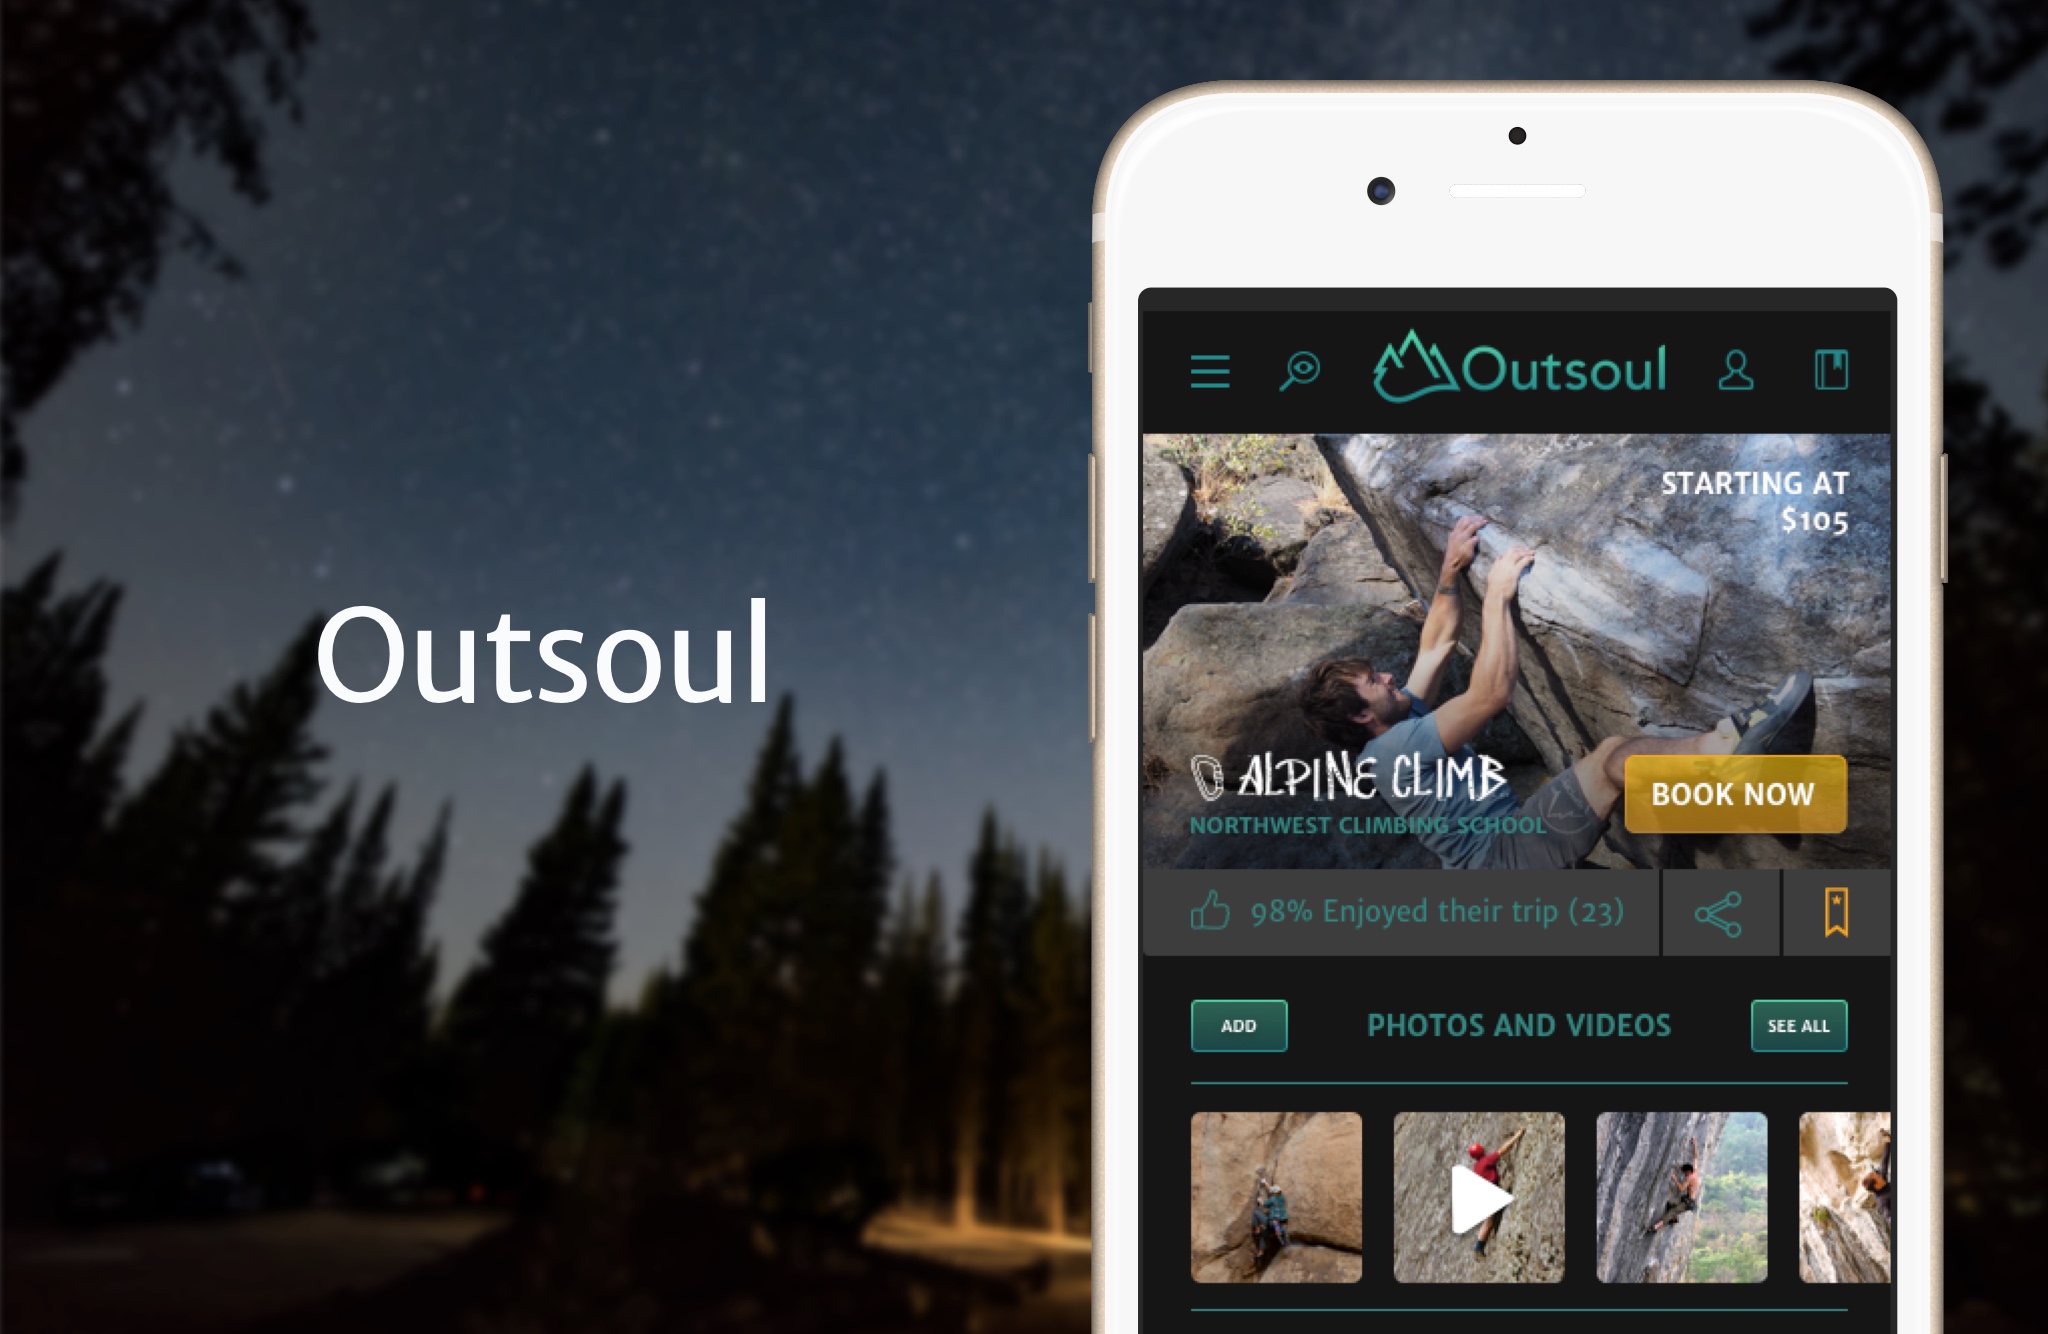 Outsoul
Outsoul
STARTING AT
$105
ALPINE CLIMB
NORTHWEST CLIMBING SCHOOL
BOOK NOW
98% Enjoyed their trip (23)
ADD
PHOTOS AND VIDEOS
SEE ALL